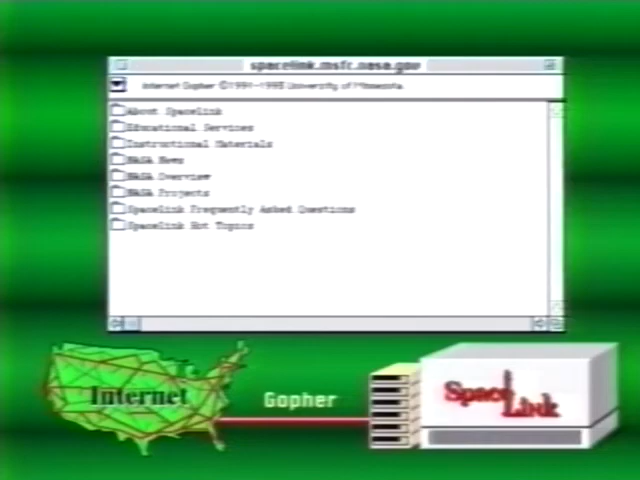 spacelink.msfc.nasa.gov
Internet Gopher ©1991-1993 University of Minnesota.
About Spacelink
Educational Services
Instructional Materials
NASA News
NASA Overview
NASA Projects
Spacelink Frequently Asked Questions
Spacelink Hot Topics
Internet
Gopher
Space Link